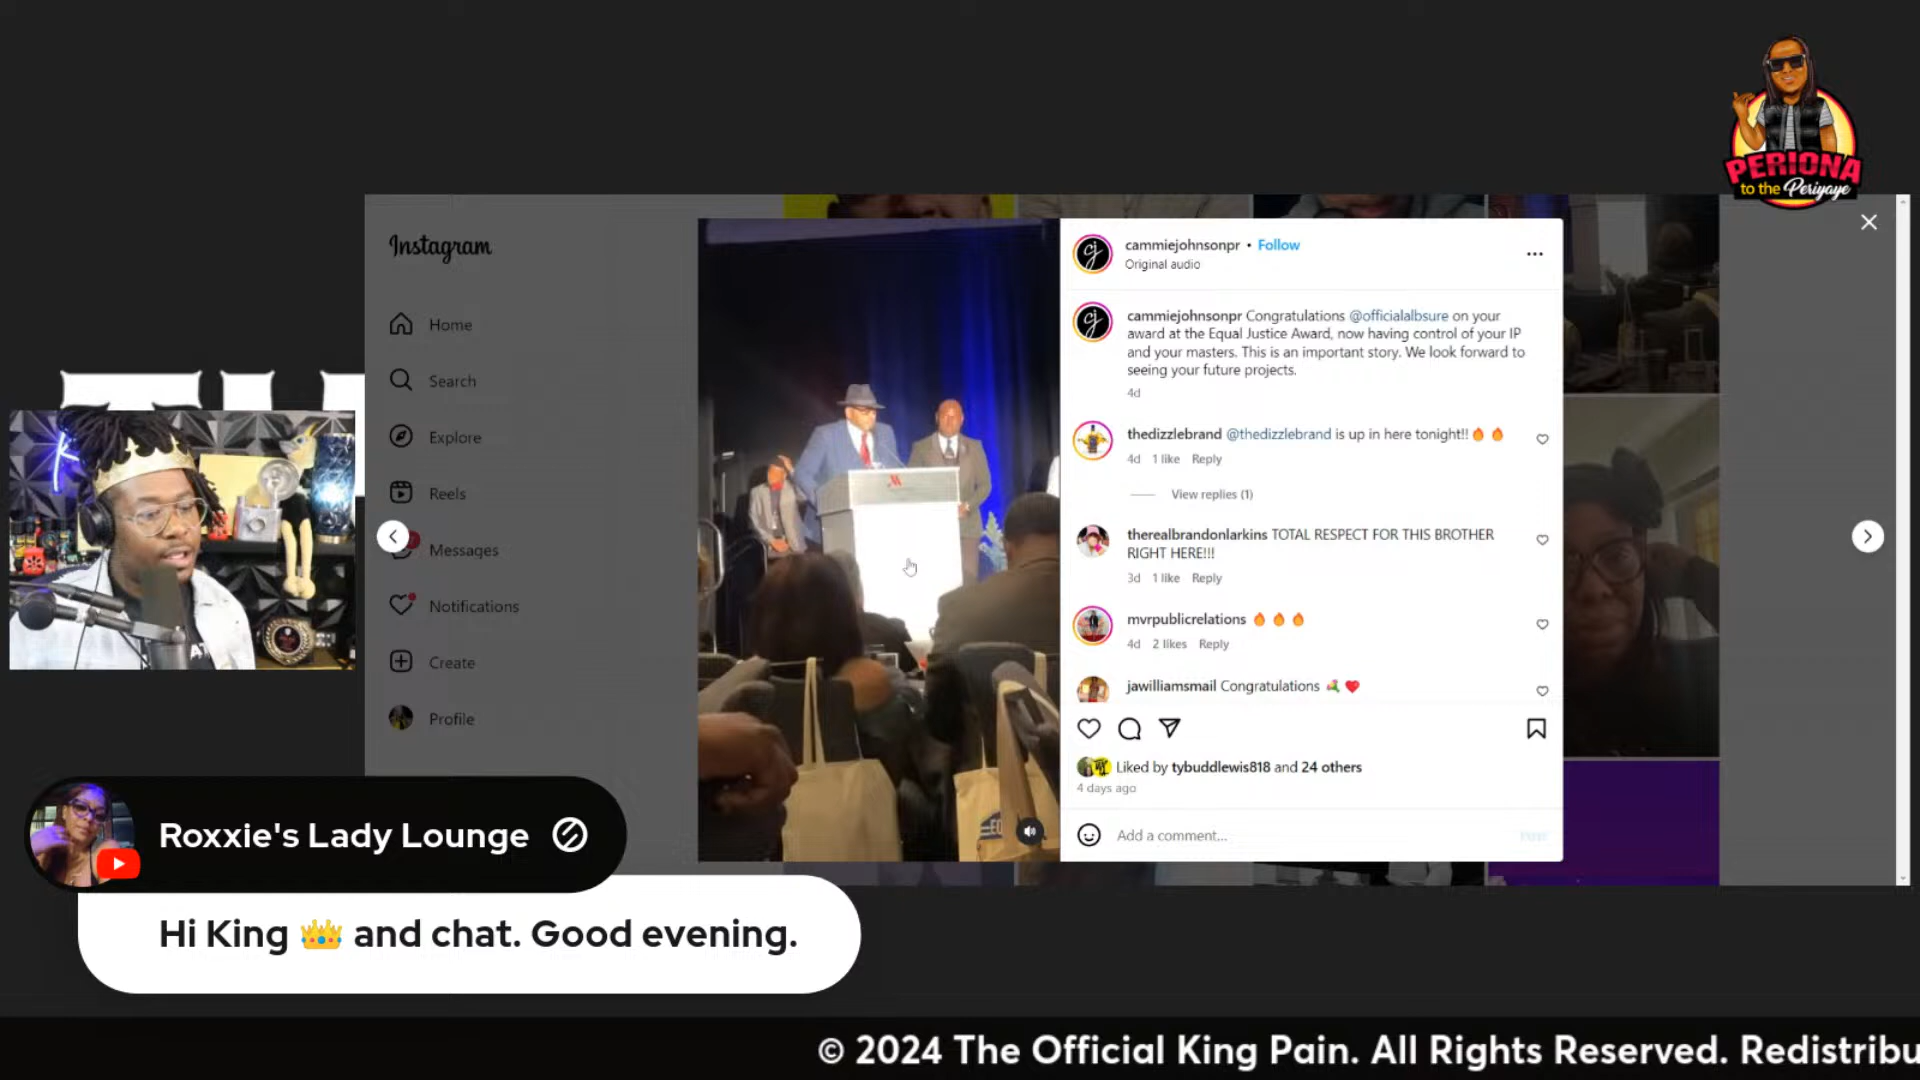 PERIONA
to the Periyaye
Instagram
Home
Search
Explore
Reels
Messages
Notifications
Create
Profile
cammiejohnsonpr • Follow
Original audio
...
cammiejohnsonpr Congratulations @officialalbsure on your
award at the Equal Justice Award, now having control of your IP
and your masters. This is an important story. We look forward to
seeing your future projects.
4d
thedizzlebrand @thedizzlebrand is up in here tonight!! 🔥 🔥
4d 1 like Reply
View replies (1)
therealbrandonlarkins TOTAL RESPECT FOR THIS BROTHER
RIGHT HERE!!!
3d 1 like Reply
mvrpublicrelations 🔥 🔥 🔥
4d 2 likes Reply
jawilliamsmail Congratulations 💐 ❤️
Liked by tybuddlewis818 and 24 others
4 days ago
Add a comment...
Post
Roxxie's Lady Lounge
Hi King 👑 and chat. Good evening.
© 2024 The Official King Pain. All Rights Reserved. Redistribu